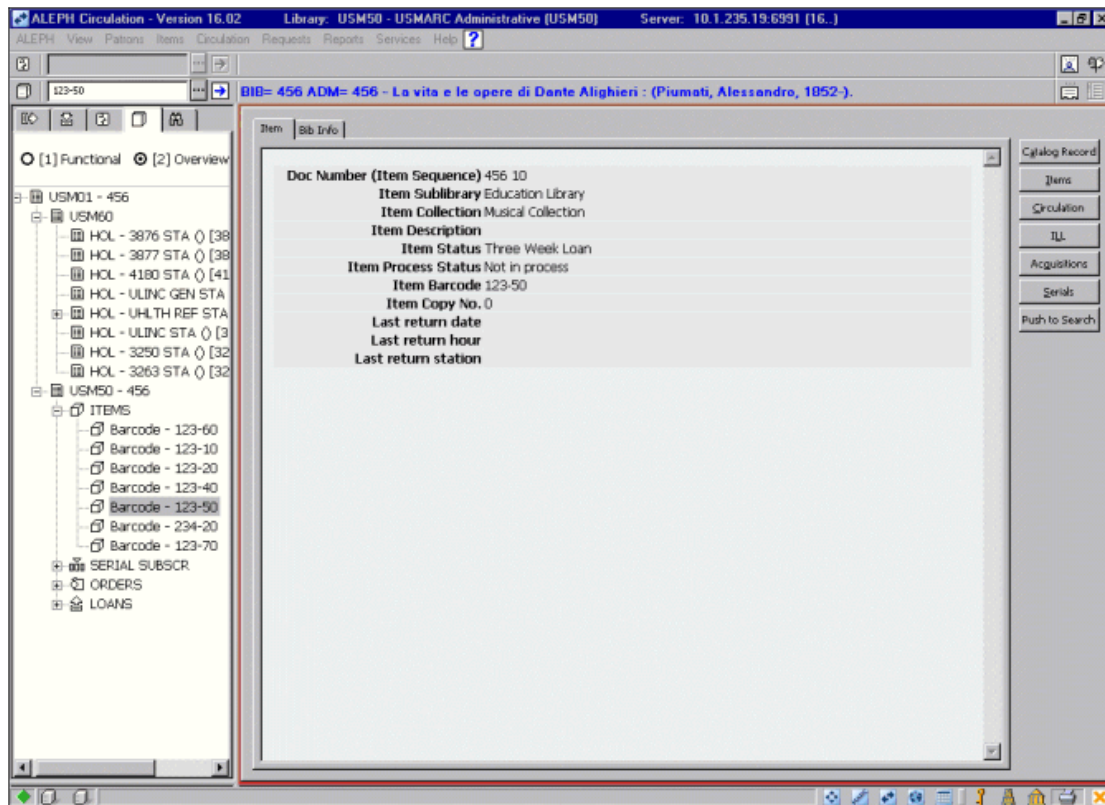 ALEPH Circulation - Version 16.02 Library: USM50 - USMARC Administrative (USM50) Server: 10.1.235.19:6991 (16..)
ALEPH View Patrons Items Circulation Requests Reports Services Help ?
123-50 ... BIB= 456 ADM= 456 - La vita e le opere di Dante Alighieri : (Piumati, Alessandro, 1852-).
[1] Functional [2] Overview
USM01 - 456
USM60
HOL - 3876 STA () [38
HOL - 3877 STA () [38
HOL - 4180 STA () [41
HOL - ULINC GEN STA
HOL - UHLTH REF STA
HOL - ULINC STA () [3
HOL - 3250 STA () [32
HOL - 3263 STA () [32
USM50 - 456
ITEMS
Barcode - 123-60
Barcode - 123-10
Barcode - 123-20
Barcode - 123-40
Barcode - 123-50
Barcode - 234-20
Barcode - 123-70
SERIAL SUBSCR
ORDERS
LOANS
Item Bib Info
Doc Number (Item Sequence) 456 10
Item Sublibrary Education Library
Item Collection Musical Collection
Item Description
Item Status Three Week Loan
Item Process Status Not in process
Item Barcode 123-50
Item Copy No. 0
Last return date
Last return hour
Last return station
Catalog Record
Items
Circulation
ILL
Acquisitions
Serials
Push to Search